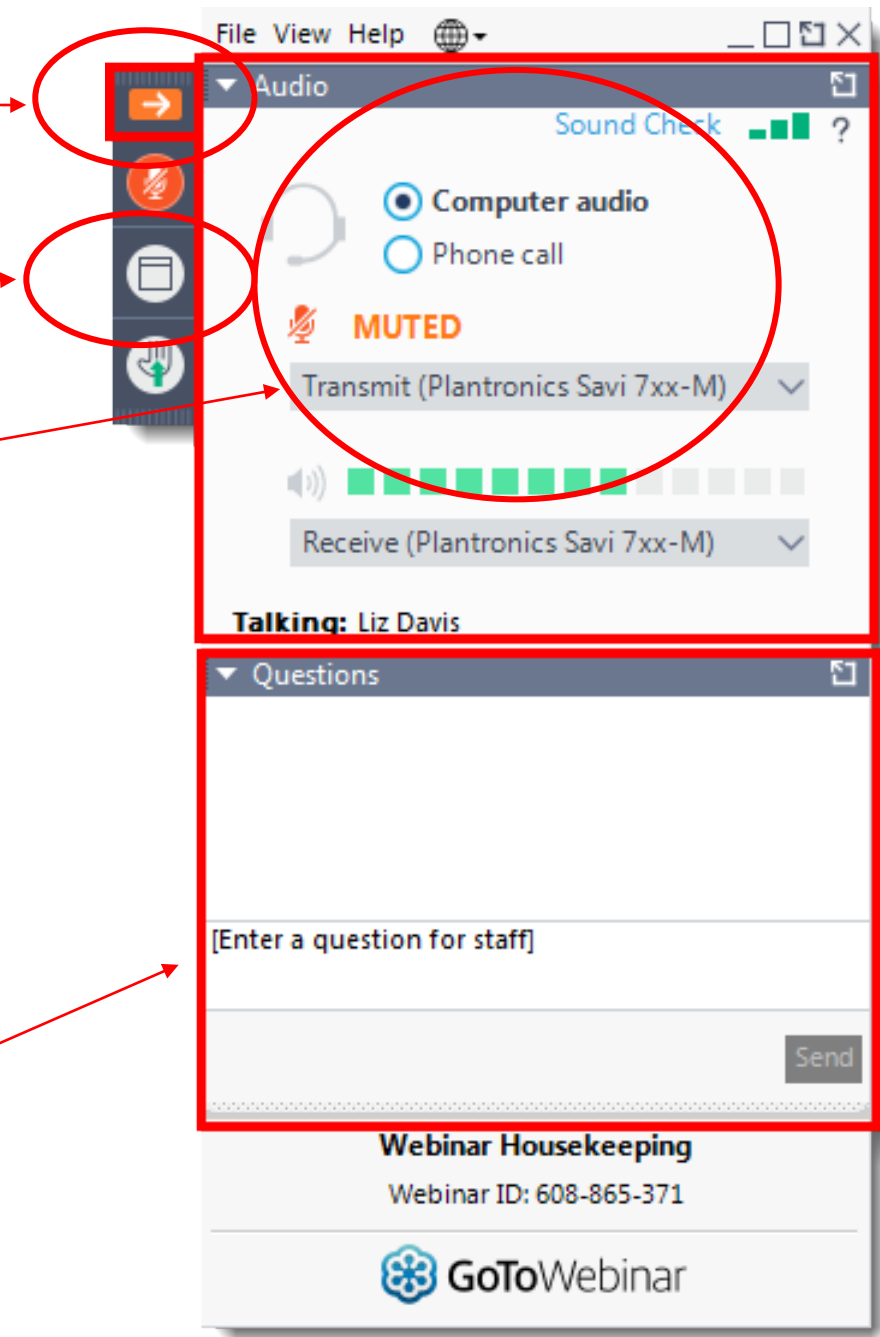 File View Help
Audio
Sound Check ?
Computer audio
Phone call
MUTED
Transmit (Plantronics Savi 7xx-M)
Receive (Plantronics Savi 7xx-M)
Talking: Liz Davis
Questions
[Enter a question for staff]
Send
Webinar Housekeeping
Webinar ID: 608-865-371
GoToWebinar